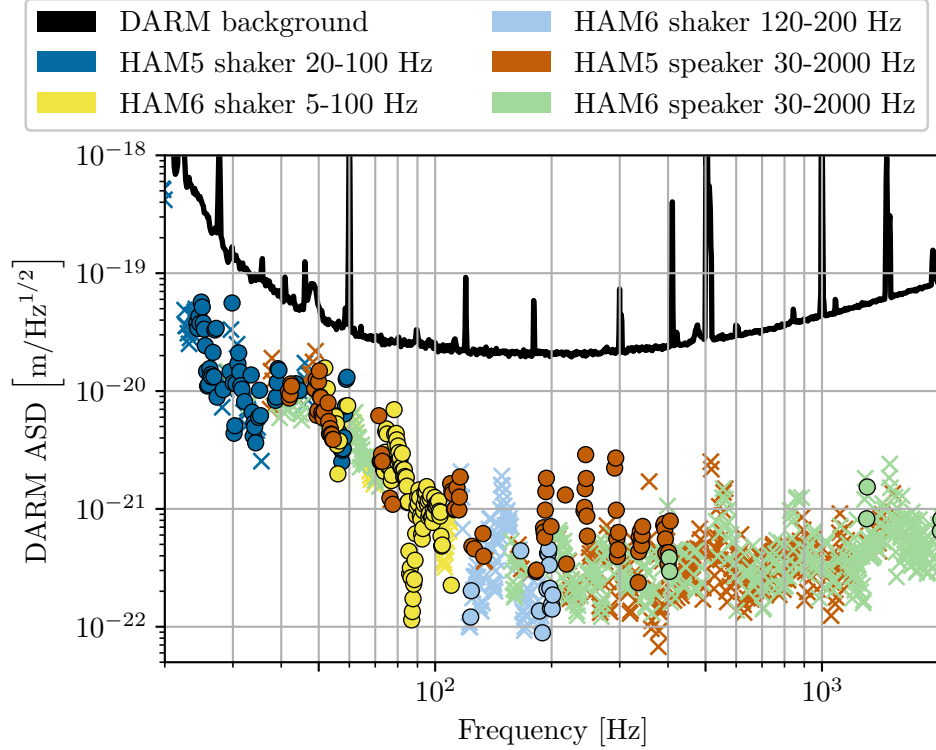 DARM background
HAM5 shaker 20-100 Hz
HAM6 shaker 5-100 Hz
HAM6 shaker 120-200 Hz
HAM5 speaker 30-2000 Hz
HAM6 speaker 30-2000 Hz
DARM ASD [m/Hz^{1/2}]
10^{−18}
10^{−19}
10^{−20}
10^{−21}
10^{−22}
10^2
10^3
Frequency [Hz]